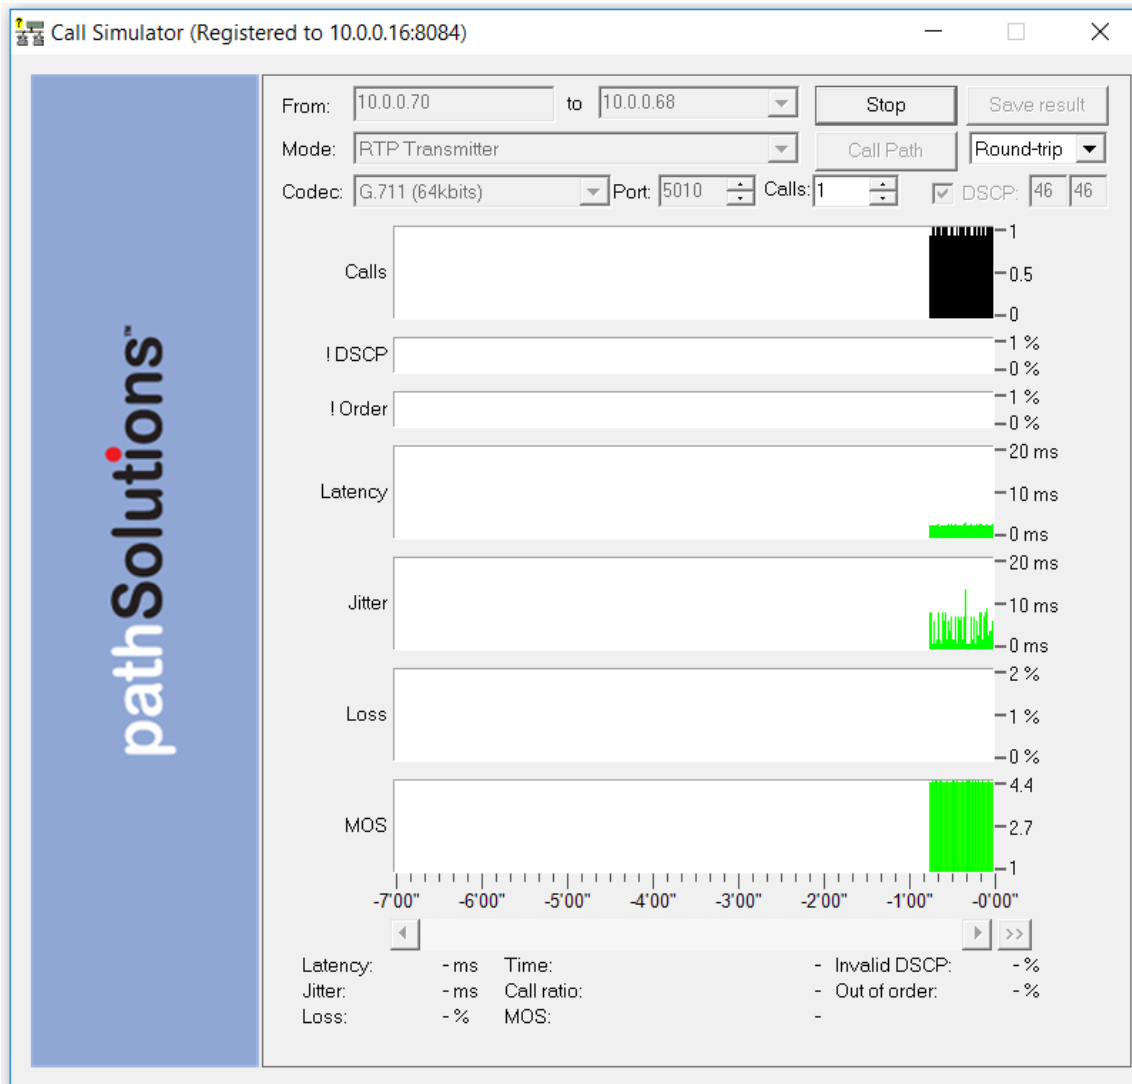 Call Simulator (Registered to 10.0.0.16:8084)
pathSolutions™
From: 10.0.0.70 to 10.0.0.68 Stop Save result
Mode: RTP Transmitter Call Path Round-trip
Codec: G.711 (64kbits) Port: 5010 Calls: 1 DSCP: 46 46
Calls 1
0.5
0
! DSCP 1 %
0 %
! Order 1 %
0 %
Latency 20 ms
10 ms
0 ms
Jitter 20 ms
10 ms
0 ms
Loss 2 %
1 %
0 %
MOS 4.4
2.7
1
-7'00" -6'00" -5'00" -4'00" -3'00" -2'00" -1'00" -0'00"
>>
Latency: - ms Time: - Invalid DSCP: - %
Jitter: - ms Call ratio: - Out of order: - %
Loss: - % MOS: -